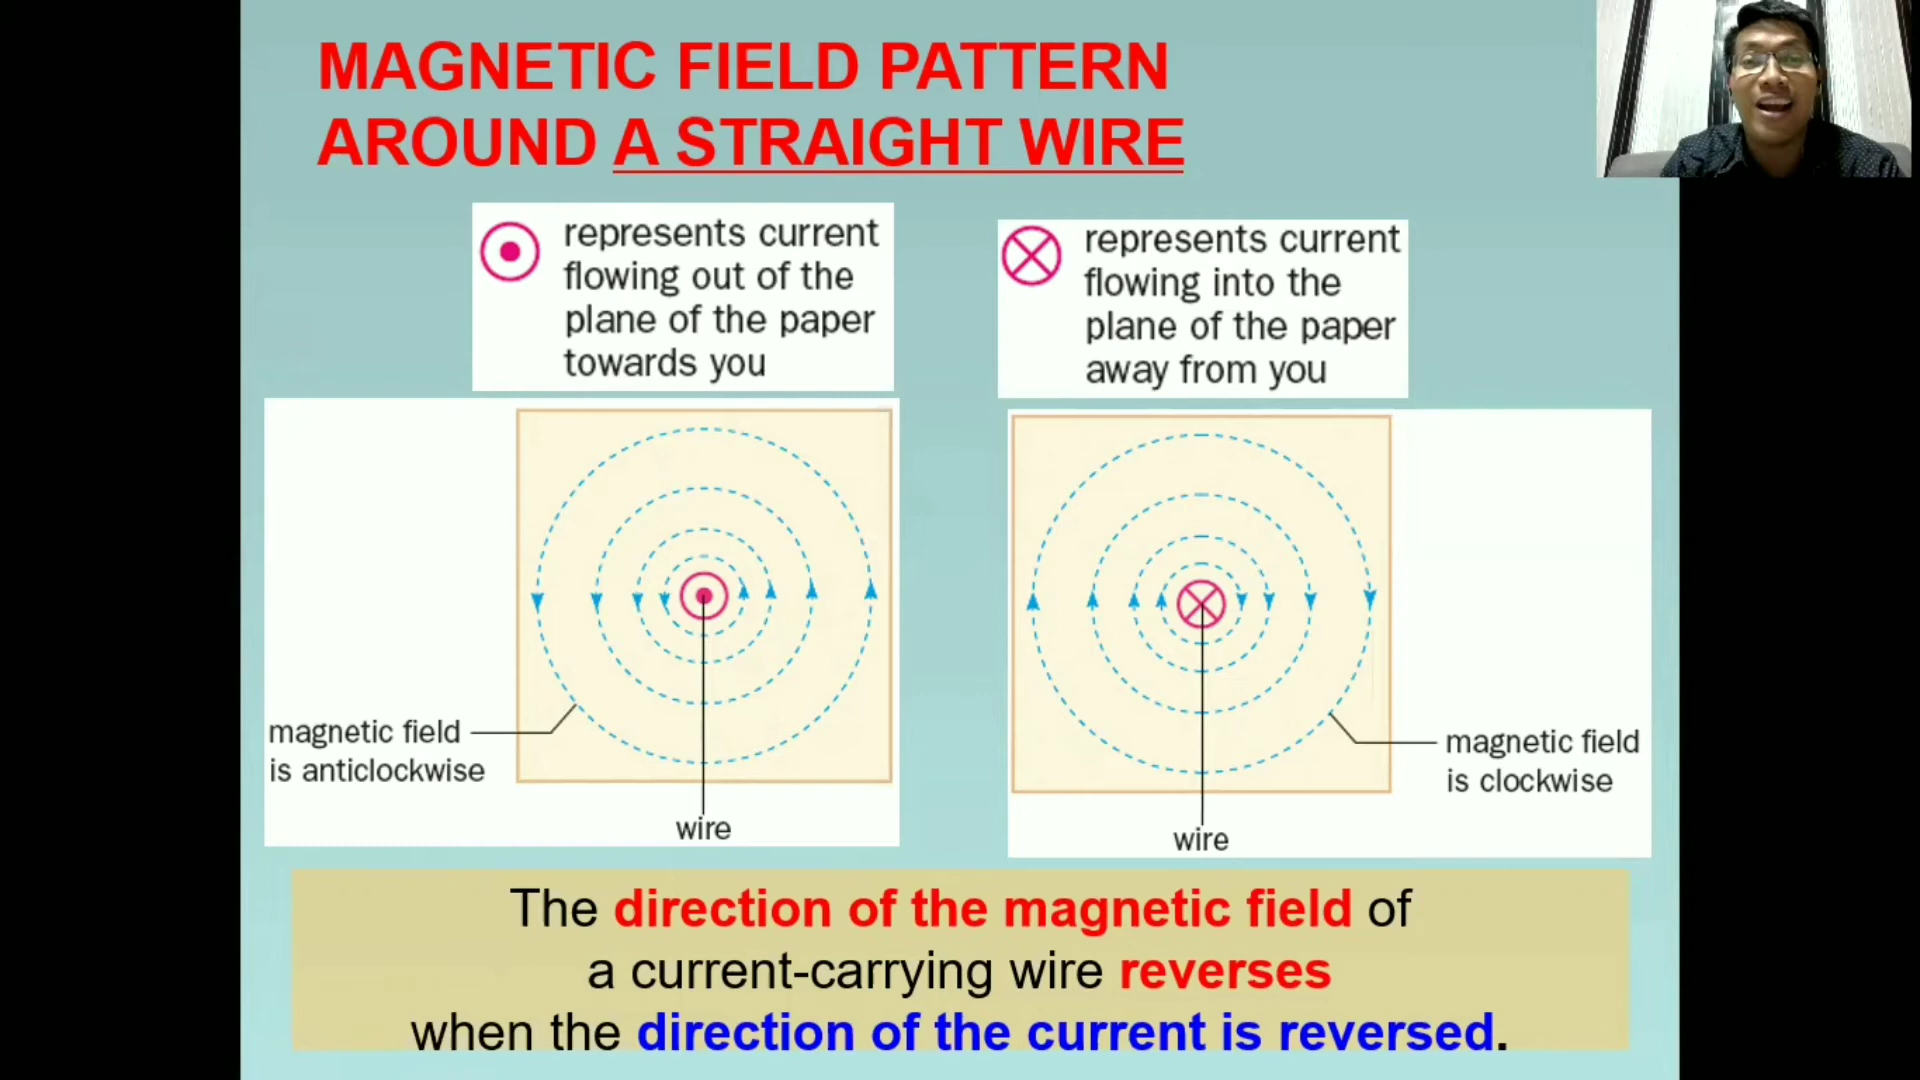 MAGNETIC FIELD PATTERN
AROUND A STRAIGHT WIRE
represents current
flowing out of the
plane of the paper
towards you
represents current
flowing into the
plane of the paper
away from you
magnetic field
is anticlockwise
wire
magnetic field
is clockwise
wire
The direction of the magnetic field of
a current-carrying wire reverses
when the direction of the current is reversed.